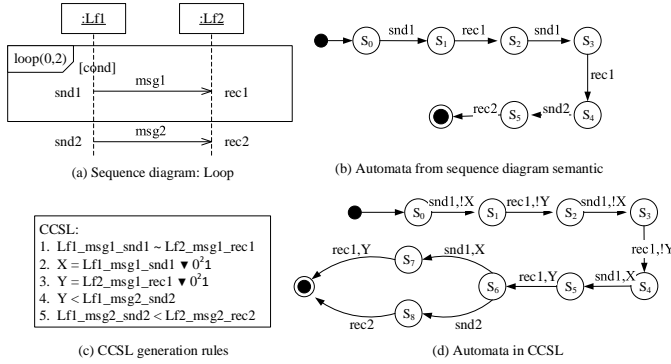 :Lf1
:Lf2
loop(0,2)
[cond]
snd1
msg1
rec1
snd2
msg2
rec2
(a) Sequence diagram: Loop
S0
snd1
S1
rec1
S2
snd1
S3
rec1
rec2
S5
snd2
S4
(b) Automata from sequence diagram semantic
CCSL:
1. Lf1_msg1_snd1 ~ Lf2_msg1_rec1
2. X = Lf1_msg1_snd1 ▼ 0²1
3. Y = Lf2_msg1_rec1 ▼ 0²1
4. Y < Lf1_msg2_snd2
5. Lf1_msg2_snd2 < Lf2_msg2_rec2
(c) CCSL generation rules
S0
snd1,!X
S1
rec1,!Y
S2
snd1,!X
S3
rec1,!Y
rec1,Y
S7
snd1,X
S6
rec1,Y
S5
snd1,X
S4
rec2
S8
snd2
(d) Automata in CCSL